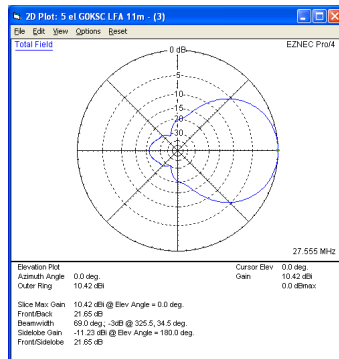 2D Plot: 5 el G0KSC LFA 11m - (3)
File Edit View Options Reset
Total Field
EZNEC Pro/4
0 dB
-5
-10
-15
-20
-30
27.555 MHz
Elevation Plot
Azimuth Angle 0.0 deg.
Outer Ring 10.42 dBi
Cursor Elev 0.0 deg.
Gain 10.42 dBi
0.0 dBmax
Slice Max Gain 10.42 dBi @ Elev Angle = 0.0 deg.
Front/Back 21.65 dB
Beamwidth 69.0 deg.; -3dB @ 325.5, 34.5 deg.
Sidelobe Gain -11.23 dBi @ Elev Angle = 180.0 deg.
Front/Sidelobe 21.65 dB